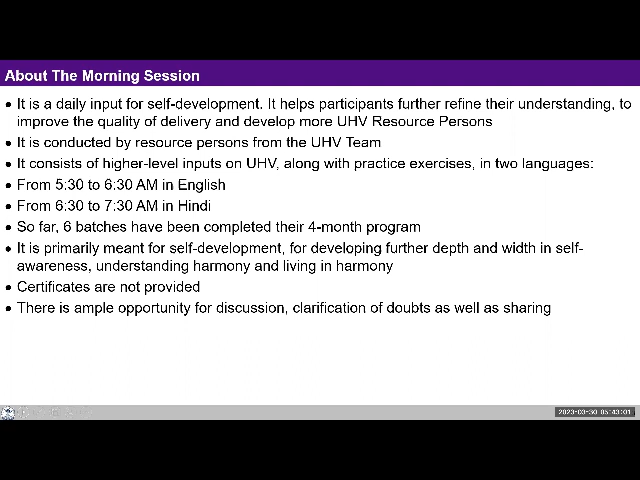 About The Morning Session
• It is a daily input for self-development. It helps participants further refine their understanding, to
improve the quality of delivery and develop more UHV Resource Persons
• It is conducted by resource persons from the UHV Team
• It consists of higher-level inputs on UHV, along with practice exercises, in two languages:
• From 5:30 to 6:30 AM in English
• From 6:30 to 7:30 AM in Hindi
• So far, 6 batches have been completed their 4-month program
• It is primarily meant for self-development, for developing further depth and width in self-
awareness, understanding harmony and living in harmony
• Certificates are not provided
• There is ample opportunity for discussion, clarification of doubts as well as sharing
2023-03-30 05:43:01